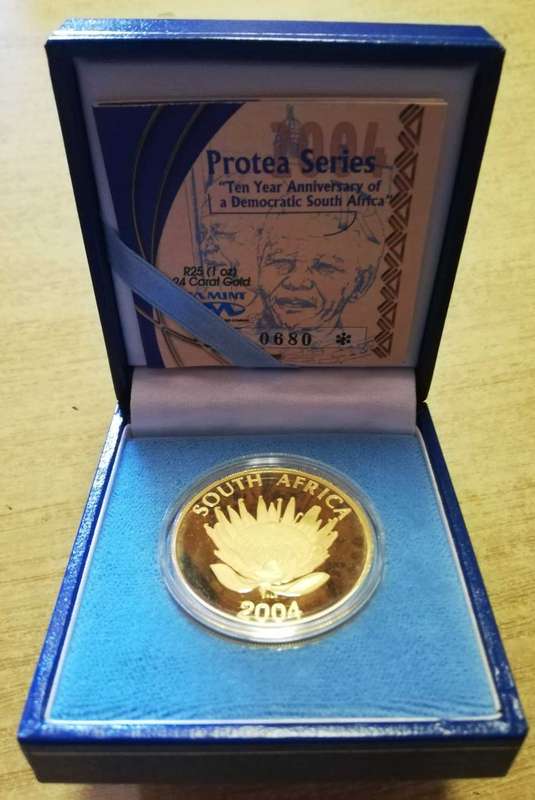 2004
Protea Series
"Ten Year Anniversary of
a Democratic South Africa"
R25 (1 oz)
24 Carat Gold
MINT
0680 *
SOUTH AFRICA
2004